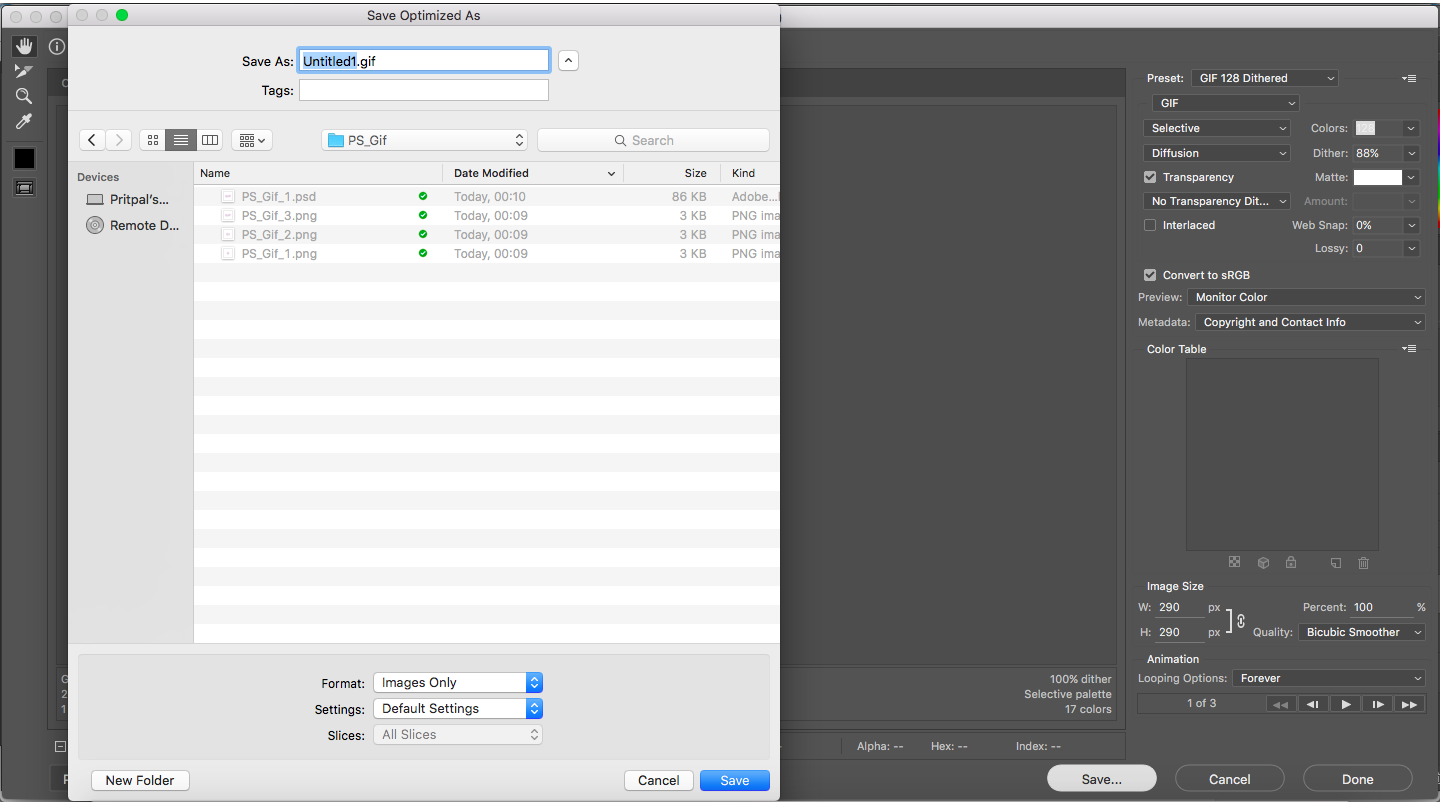 Save Optimized As
Save As: Untitled1.gif
Tags:
PS_Gif
Search
Devices
Pritpal's...
Remote D...
Name Date Modified Size Kind
PS_Gif_1.psd Today, 00:10 86 KB Adobe...
PS_Gif_3.png Today, 00:09 3 KB PNG ima
PS_Gif_2.png Today, 00:09 3 KB PNG ima
PS_Gif_1.png Today, 00:09 3 KB PNG ima
Format: Images Only
Settings: Default Settings
Slices: All Slices
New Folder Cancel Save
100% dither
Selective palette
17 colors
Alpha: -- Hex: -- Index: --
Preset: GIF 128 Dithered
GIF
Selective Colors: 128
Diffusion Dither: 88%
Transparency Matte:
No Transparency Dit... Amount:
Interlaced Web Snap: 0%
Lossy: 0
Convert to sRGB
Preview: Monitor Color
Metadata: Copyright and Contact Info
Color Table
Image Size
W: 290 px Percent: 100 %
H: 290 px Quality: Bicubic Smoother
Animation
Looping Options: Forever
1 of 3
Save... Cancel Done